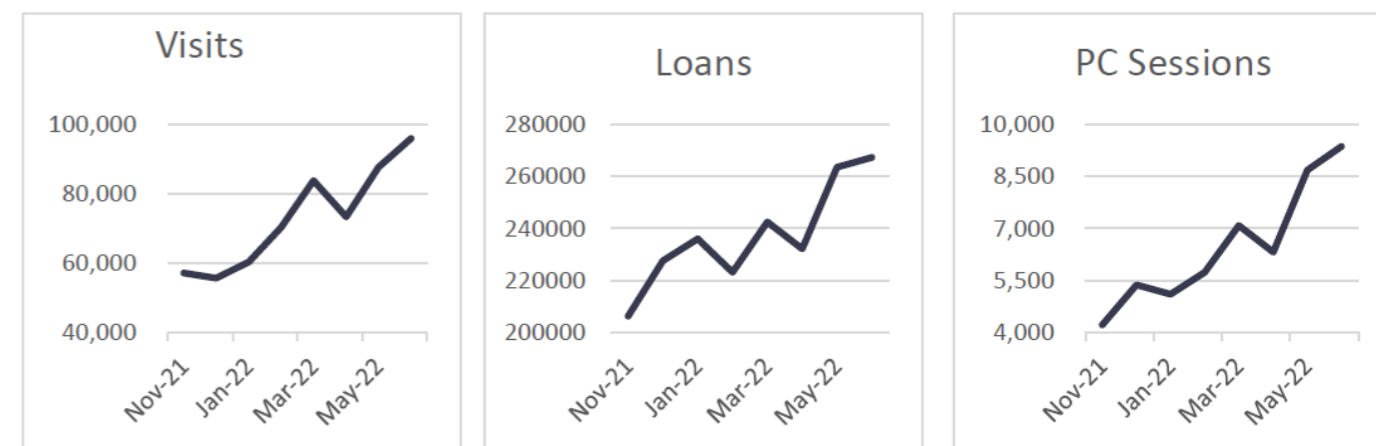 Visits
100,000
80,000
60,000
40,000
Nov-21
Jan-22
Mar-22
May-22
Loans
280000
260000
240000
220000
200000
Nov-21
Jan-22
Mar-22
May-22
PC Sessions
10,000
8,500
7,000
5,500
4,000
Nov-21
Jan-22
Mar-22
May-22